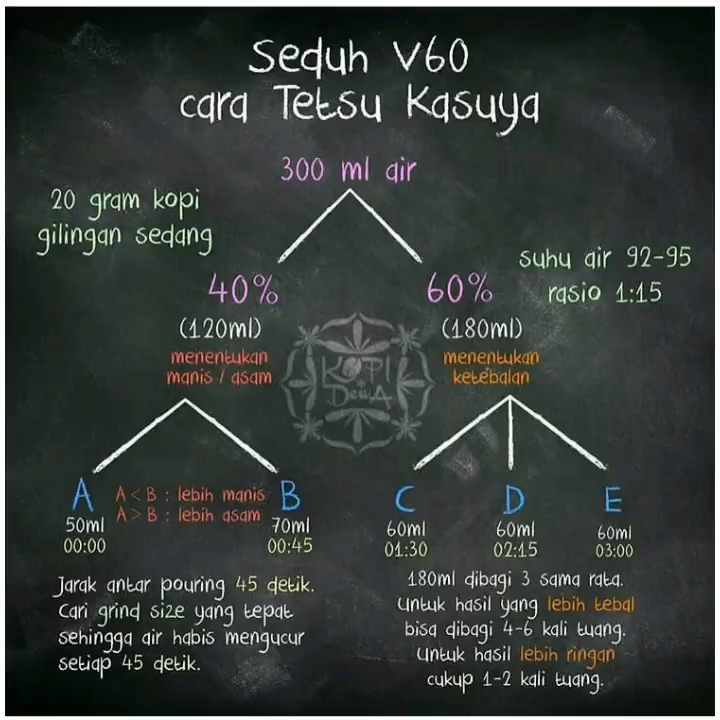 Seduh V60
cara Tetsu Kasuya
300 ml air
20 gram kopi
gilingan sedang
suhu air 92-95
rasio 1:15
40%
(120ml)
menentukan
manis / asam
60%
(180ml)
menentukan
ketebalan
KOPI
DEWA
A
50ml
00:00
A < B : lebih manis
A > B : lebih asam
B
70ml
00:45
C
60ml
01:30
D
60ml
02:15
E
60ml
03:00
Jarak antar pouring 45 detik.
Cari grind size yang tepat
sehingga air habis mengucur
setiap 45 detik.
180ml dibagi 3 sama rata.
Untuk hasil yang lebih tebal
bisa dibagi 4-6 kali tuang.
Untuk hasil lebih ringan
cukup 1-2 kali tuang.